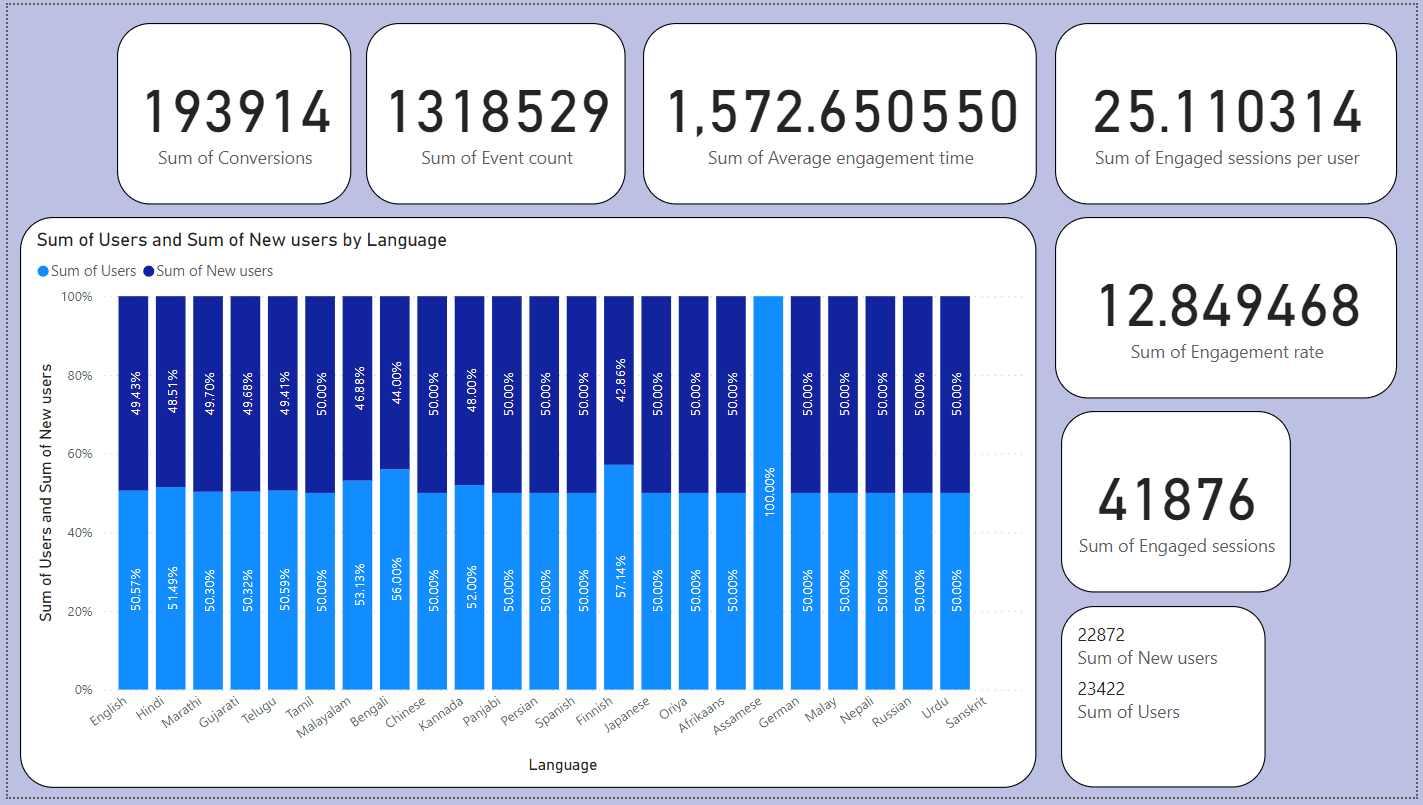 193914
Sum of Conversions
1318529
Sum of Event count
1,572.650550
Sum of Average engagement time
25.110314
Sum of Engaged sessions per user
Sum of Users and Sum of New users by Language
Sum of Users Sum of New users
100%
80%
60%
40%
20%
0%
Sum of Users and Sum of New users
49.43% 48.51% 49.70% 49.68% 49.41% 50.00% 46.88% 44.00% 50.00% 48.00% 50.00% 50.00% 50.00% 42.86% 50.00% 50.00% 50.00% 50.00% 50.00% 50.00% 50.00% 50.00%
50.57% 51.49% 50.30% 50.32% 50.59% 50.00% 53.13% 56.00% 50.00% 52.00% 50.00% 50.00% 50.00% 57.14% 50.00% 50.00% 50.00% 100.00% 50.00% 50.00% 50.00% 50.00% 50.00%
English Hindi Marathi Gujarati Telugu Tamil Malayalam Bengali Chinese Kannada Panjabi Persian Spanish Finnish Japanese Oriya Afrikaans Assamese German Malay Nepali Russian Urdu Sanskrit
Language
12.849468
Sum of Engagement rate
41876
Sum of Engaged sessions
22872
Sum of New users
23422
Sum of Users